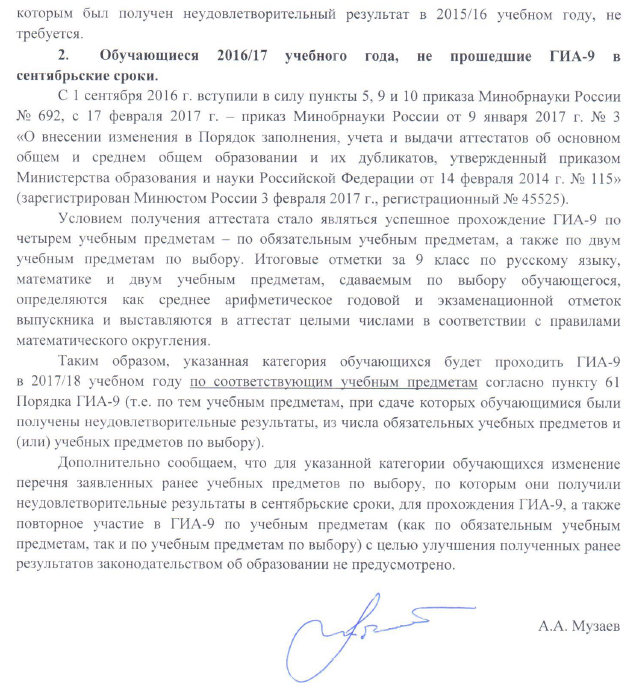 которым был получен неудовлетворительный результат в 2015/16 учебном году, не
требуется.
2. Обучающиеся 2016/17 учебного года, не прошедшие ГИА-9 в
сентябрьские сроки.
С 1 сентября 2016 г. вступили в силу пункты 5, 9 и 10 приказа Минобрнауки России
№ 692, с 17 февраля 2017 г. – приказ Минобрнауки России от 9 января 2017 г. № 3
«О внесении изменения в Порядок заполнения, учета и выдачи аттестатов об основном
общем и среднем общем образовании и их дубликатов, утвержденный приказом
Министерства образования и науки Российской Федерации от 14 февраля 2014 г. № 115»
(зарегистрирован Минюстом России 3 февраля 2017 г., регистрационный № 45525).
Условием получения аттестата стало являться успешное прохождение ГИА-9 по
четырем учебным предметам – по обязательным учебным предметам, а также по двум
учебным предметам по выбору. Итоговые отметки за 9 класс по русскому языку,
математике и двум учебным предметам, сдаваемым по выбору обучающегося,
определяются как среднее арифметическое годовой и экзаменационной отметок
выпускника и выставляются в аттестат целыми числами в соответствии с правилами
математического округления.
Таким образом, указанная категория обучающихся будет проходить ГИА-9
в 2017/18 учебном году по соответствующим учебным предметам согласно пункту 61
Порядка ГИА-9 (т.е. по тем учебным предметам, при сдаче которых обучающимися были
получены неудовлетворительные результаты, из числа обязательных учебных предметов и
(или) учебных предметов по выбору).
Дополнительно сообщаем, что для указанной категории обучающихся изменение
перечня заявленных ранее учебных предметов по выбору, по которым они получили
неудовлетворительные результаты в сентябрьские сроки, для прохождения ГИА-9, а также
повторное участие в ГИА-9 по учебным предметам (как по обязательным учебным
предметам, так и по учебным предметам по выбору) с целью улучшения полученных ранее
результатов законодательством об образовании не предусмотрено.
А.А. Музаев